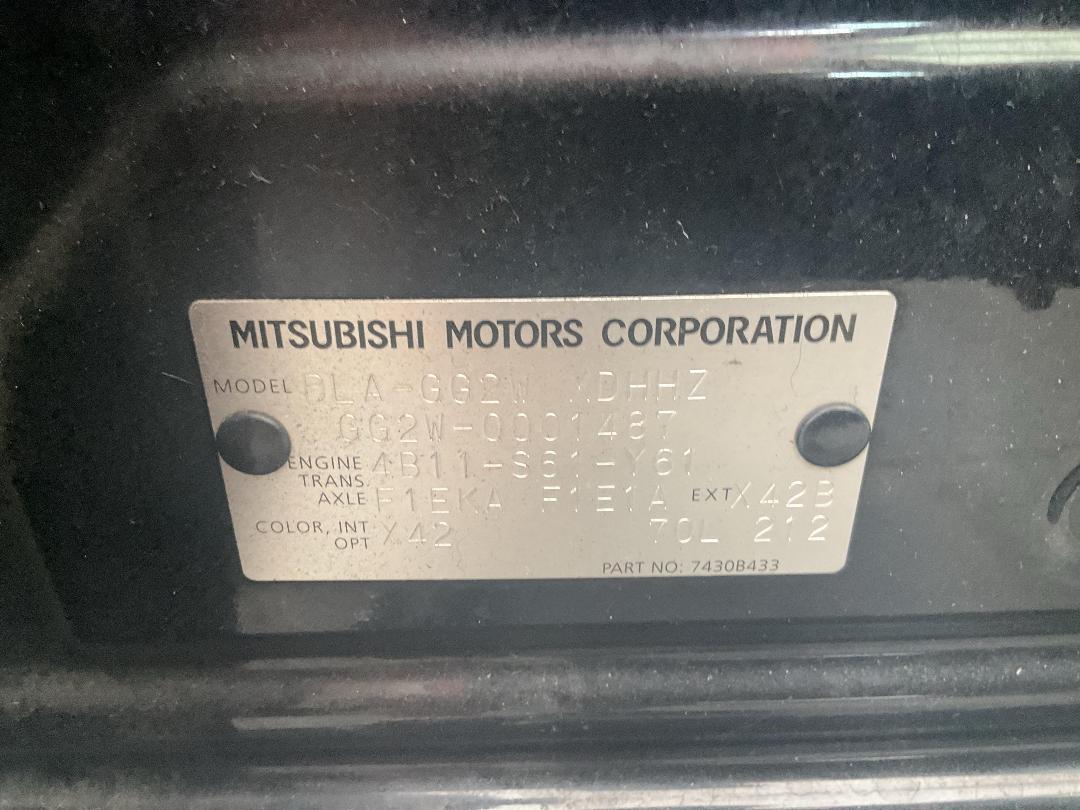 MITSUBISHI MOTORS CORPORATION
MODEL DLA-GG2W XDHHZ
GG2W-0001487
ENGINE 4B11-S61-Y61
TRANS.
AXLE F1EKA F1E1A EXT X42B
COLOR, INT
OPT X42 70L 212
PART NO: 7430B433